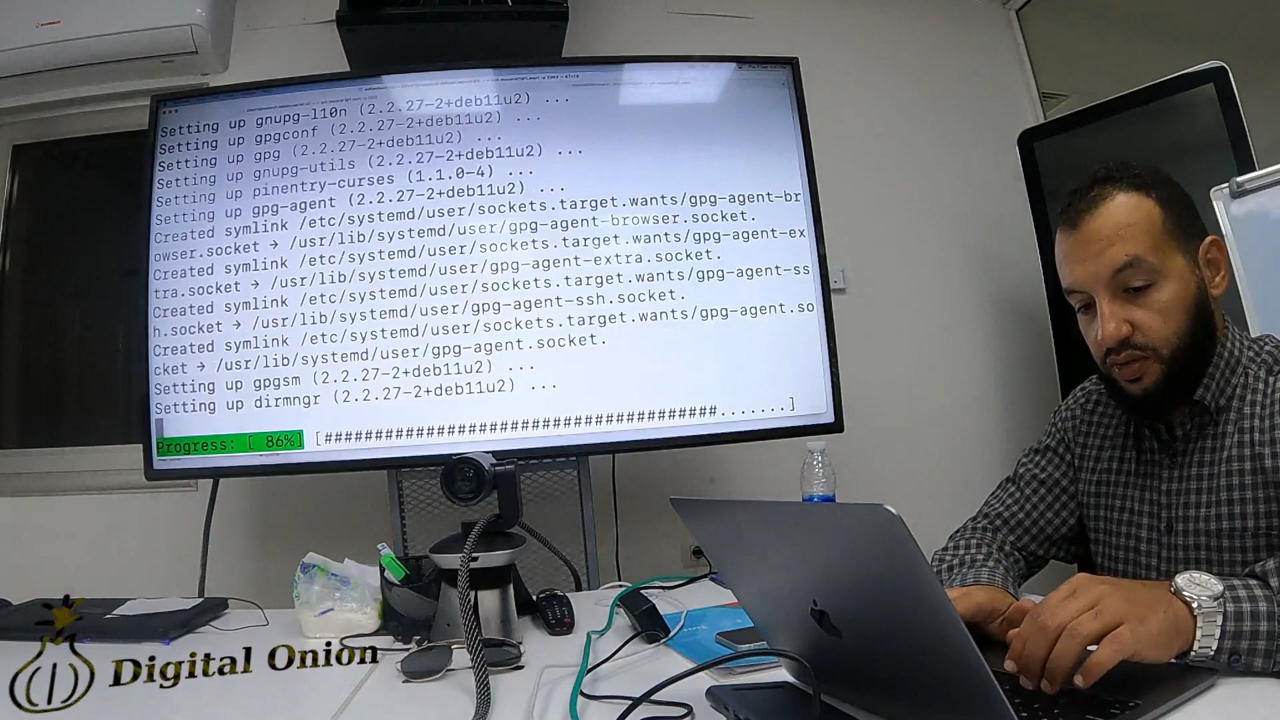 Setting up gnupg-l10n (2.2.27-2+deb11u2) ...
Setting up gpgconf (2.2.27-2+deb11u2) ...
Setting up gpg (2.2.27-2+deb11u2) ...
Setting up gnupg-utils (2.2.27-2+deb11u2) ...
Setting up pinentry-curses (1.1.0-4) ...
Setting up gpg-agent (2.2.27-2+deb11u2) ...
Created symlink /etc/systemd/user/sockets.target.wants/gpg-agent-br
owser.socket → /usr/lib/systemd/user/gpg-agent-browser.socket.
Created symlink /etc/systemd/user/sockets.target.wants/gpg-agent-ex
tra.socket → /usr/lib/systemd/user/gpg-agent-extra.socket.
Created symlink /etc/systemd/user/sockets.target.wants/gpg-agent-ss
h.socket → /usr/lib/systemd/user/gpg-agent-ssh.socket.
Created symlink /etc/systemd/user/sockets.target.wants/gpg-agent.so
cket → /usr/lib/systemd/user/gpg-agent.socket.
Setting up gpgsm (2.2.27-2+deb11u2) ...
Setting up dirmngr (2.2.27-2+deb11u2) ...
Progress: [ 86%] [#######################################.......]
Digital Onion